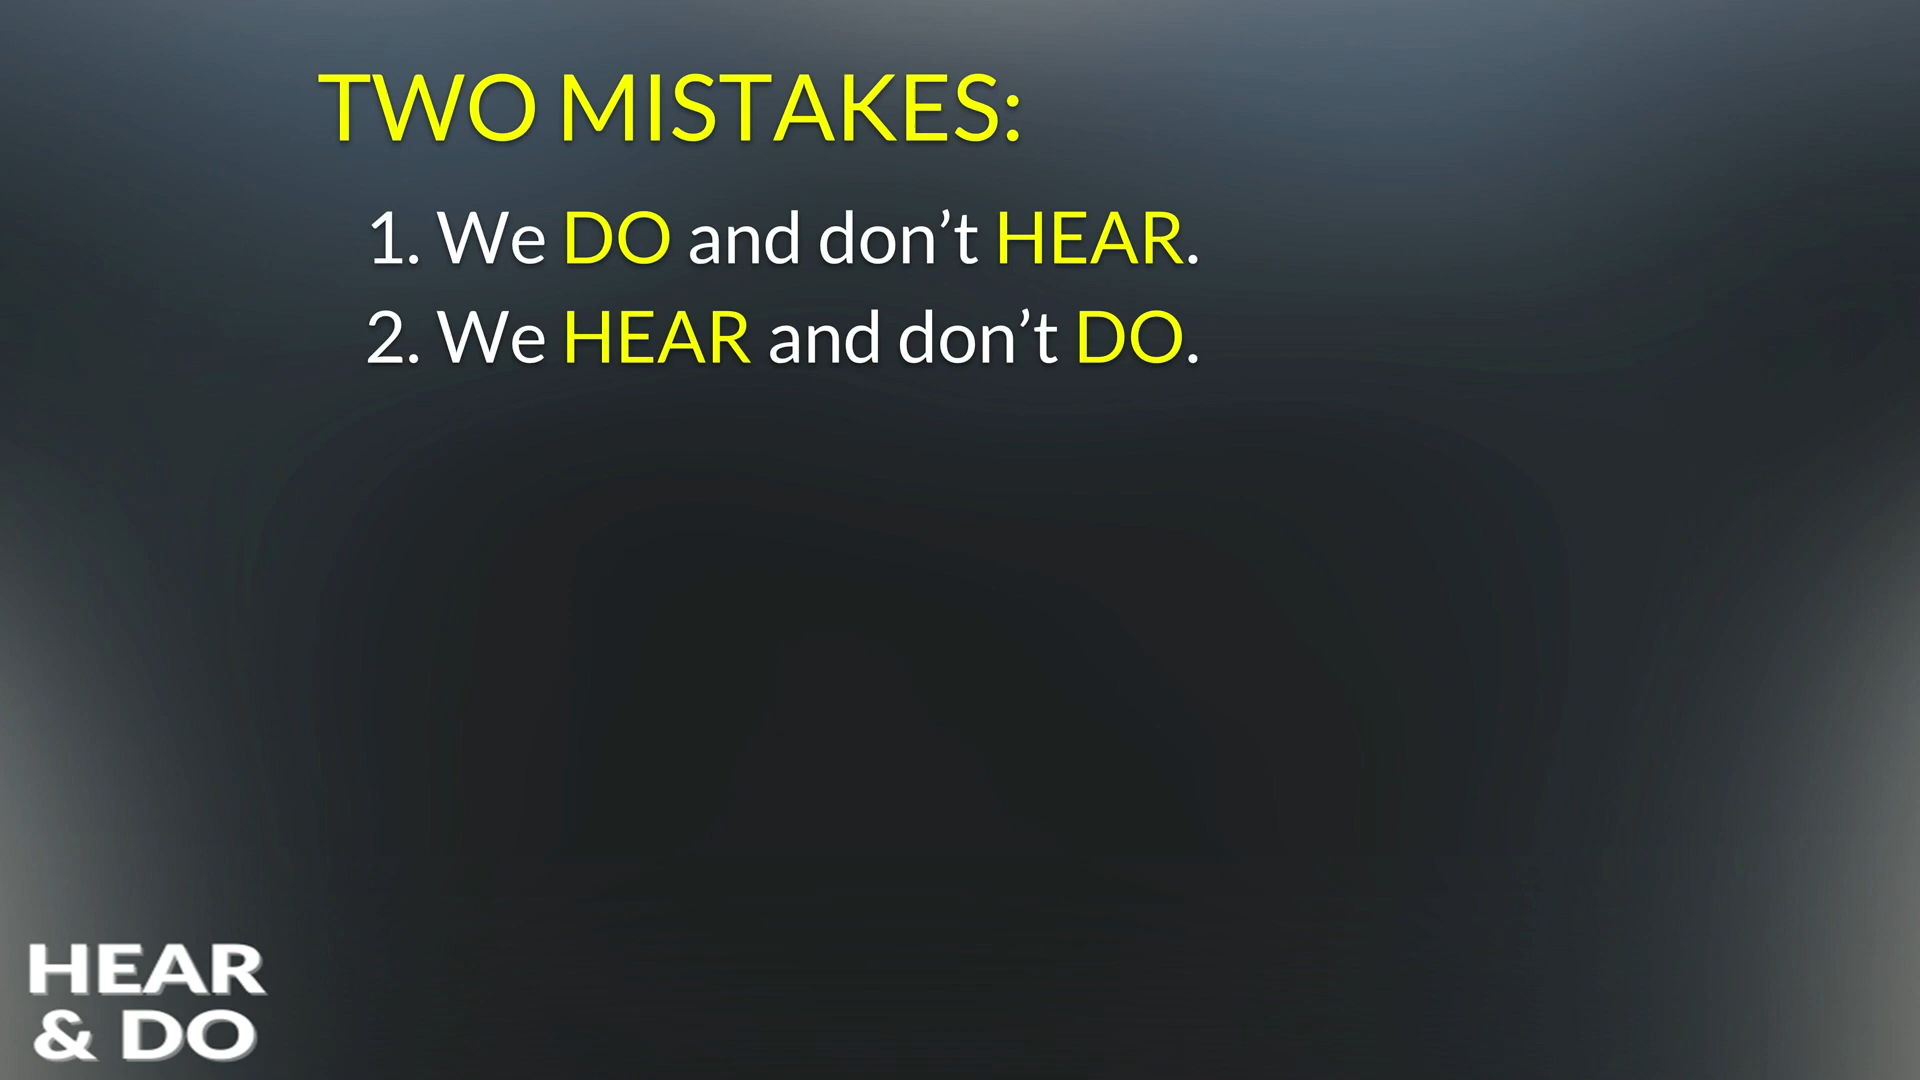 TWO MISTAKES:
1. We DO and don’t HEAR.
2. We HEAR and don’t DO.
HEAR
& DO